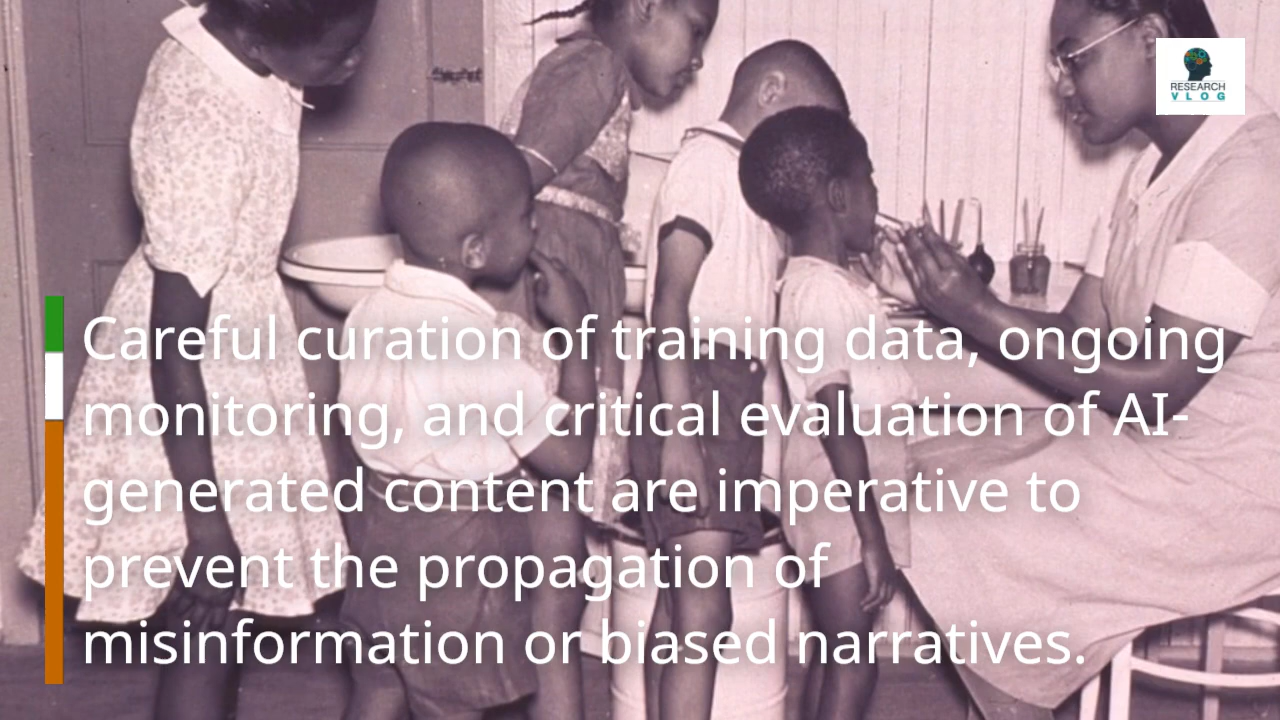 RESEARCH
VLOG
Careful curation of training data, ongoing
monitoring, and critical evaluation of AI-
generated content are imperative to
prevent the propagation of
misinformation or biased narratives.